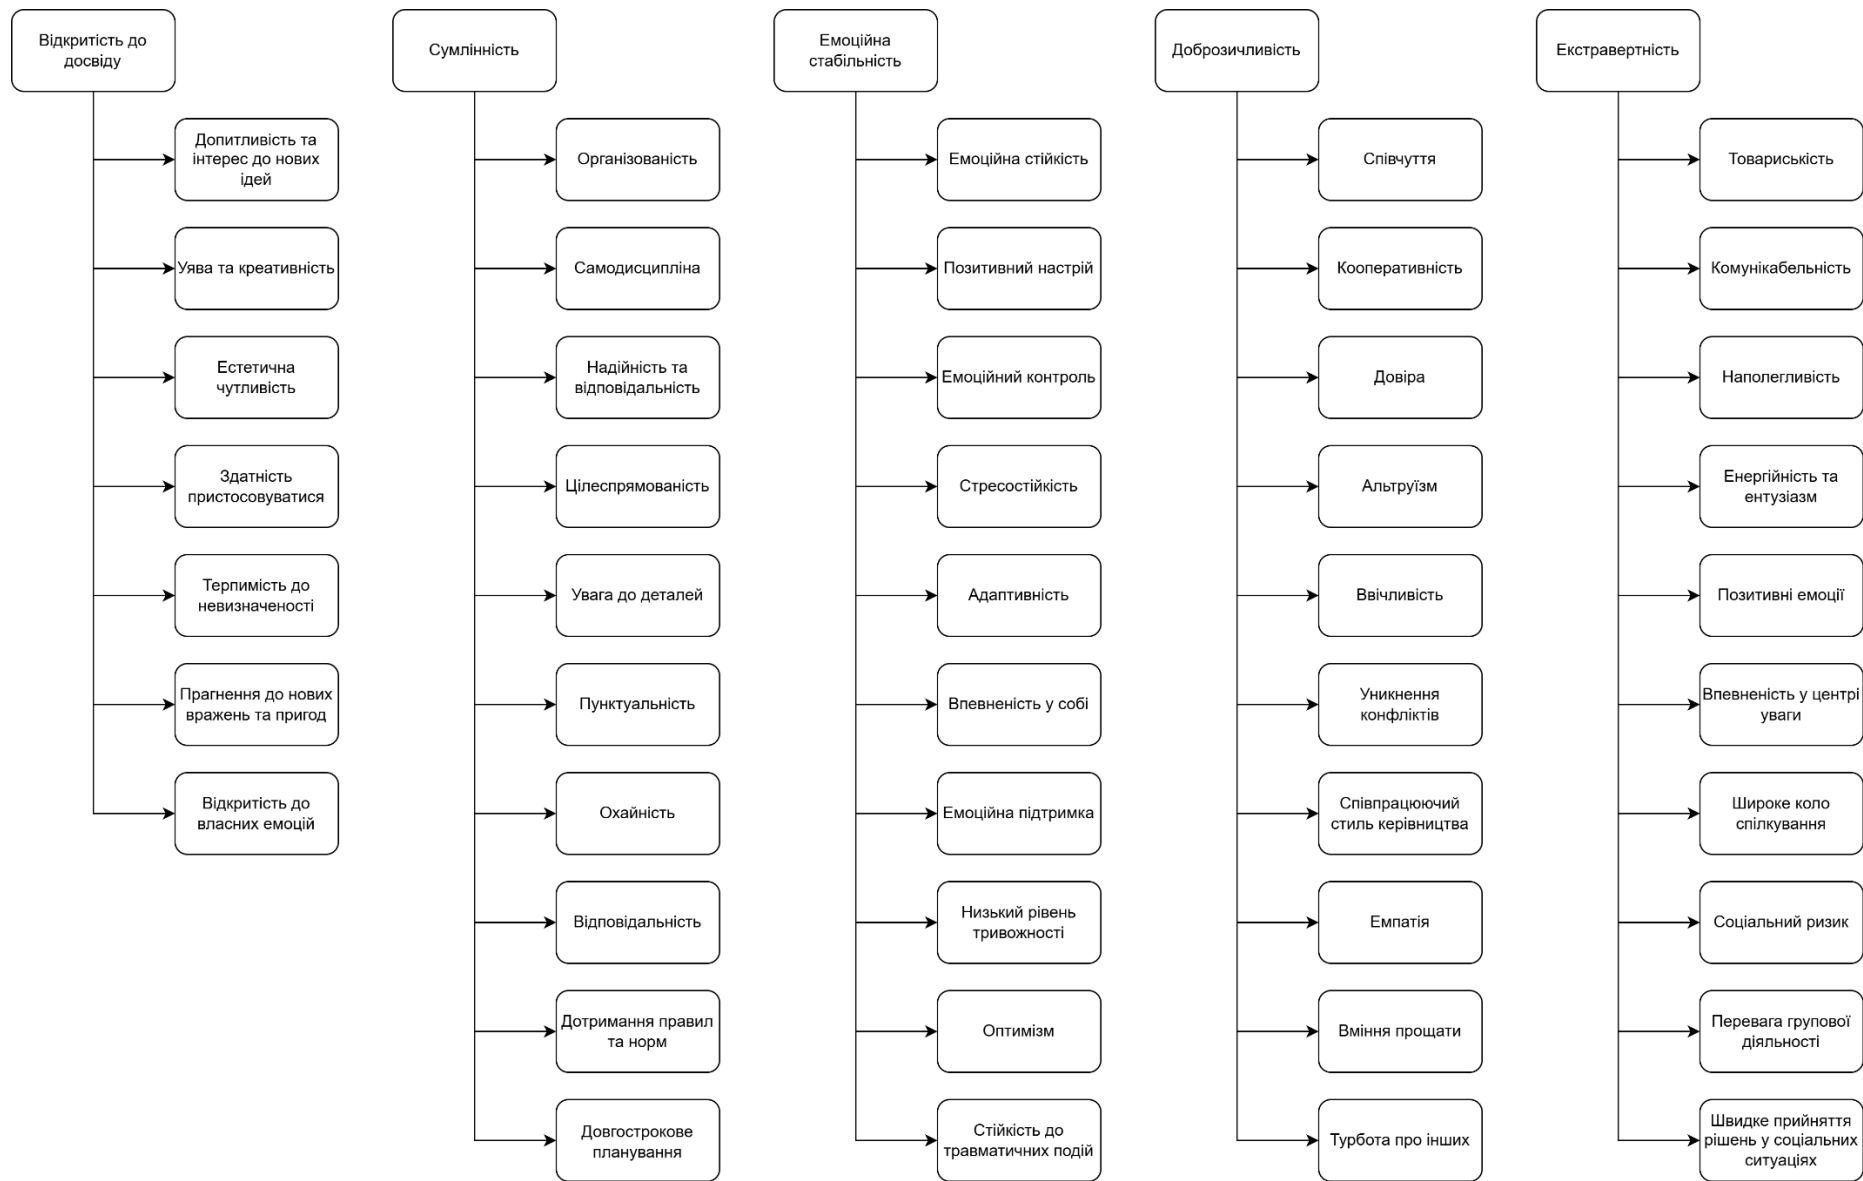 Відкритість до
досвіду
Допитливість та
інтерес до нових
ідей
Уява та креативність
Естетична
чутливість
Здатність
пристосовуватися
Терпимість до
невизначеності
Прагнення до нових
вражень та пригод
Відкритість до
власних емоцій
Сумлінність
Організованість
Самодисципліна
Надійність та
відповідальність
Цілеспрямованість
Увага до деталей
Пунктуальність
Охайність
Відповідальність
Дотримання правил
та норм
Довгострокове
планування
Емоційна
стабільність
Емоційна стійкість
Позитивний настрій
Емоційний контроль
Стресостійкість
Адаптивність
Впевненість у собі
Емоційна підтримка
Низький рівень
тривожності
Оптимізм
Стійкість до
травматичних подій
Доброзичливість
Співчуття
Кооперативність
Довіра
Альтруїзм
Ввічливість
Уникнення
конфліктів
Співпрацюючий
стиль керівництва
Емпатія
Вміння прощати
Турбота про інших
Екстравертність
Товариськість
Комунікабельність
Наполегливість
Енергійність та
ентузіазм
Позитивні емоції
Впевненість у центрі
уваги
Широке коло
спілкування
Соціальний ризик
Перевага групової
діяльності
Швидке прийняття
рішень у соціальних
ситуаціях